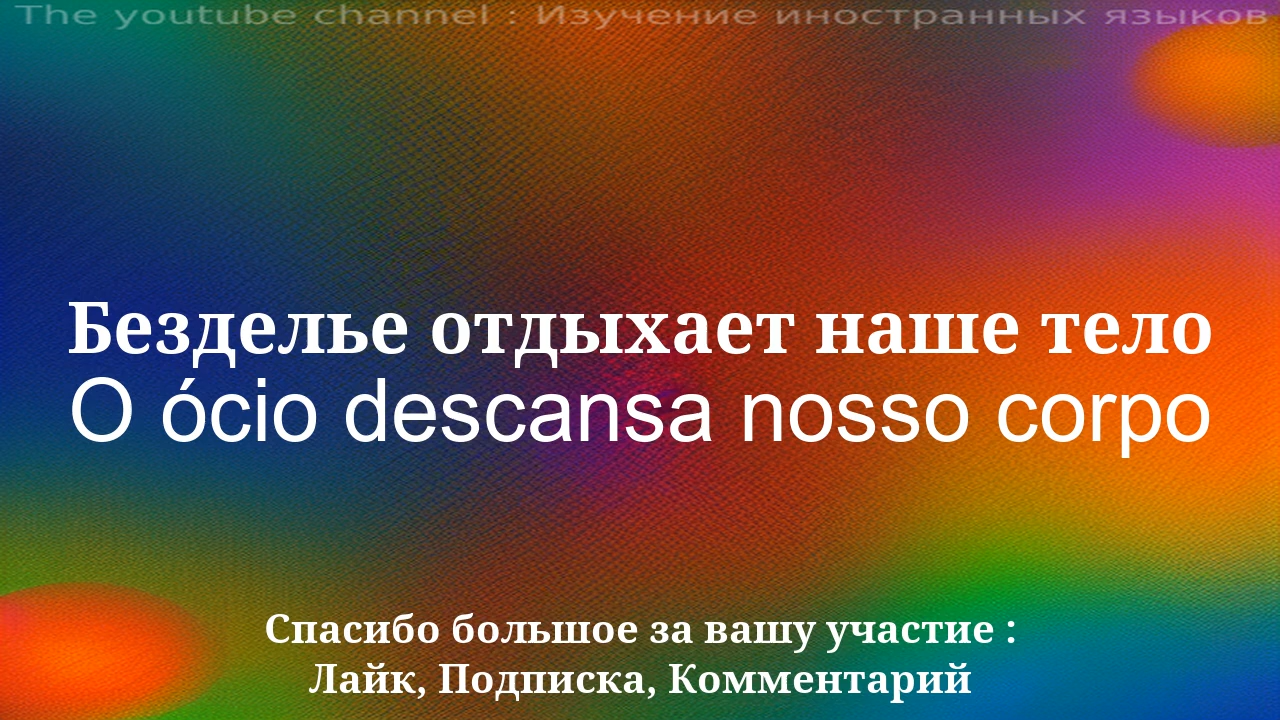 The youtube channel : Изучение иностранных языков
Безделье отдыхает наше тело
O ócio descansa nosso corpo
Спасибо большое за вашу участие :
Лайк, Подписка, Комментарий